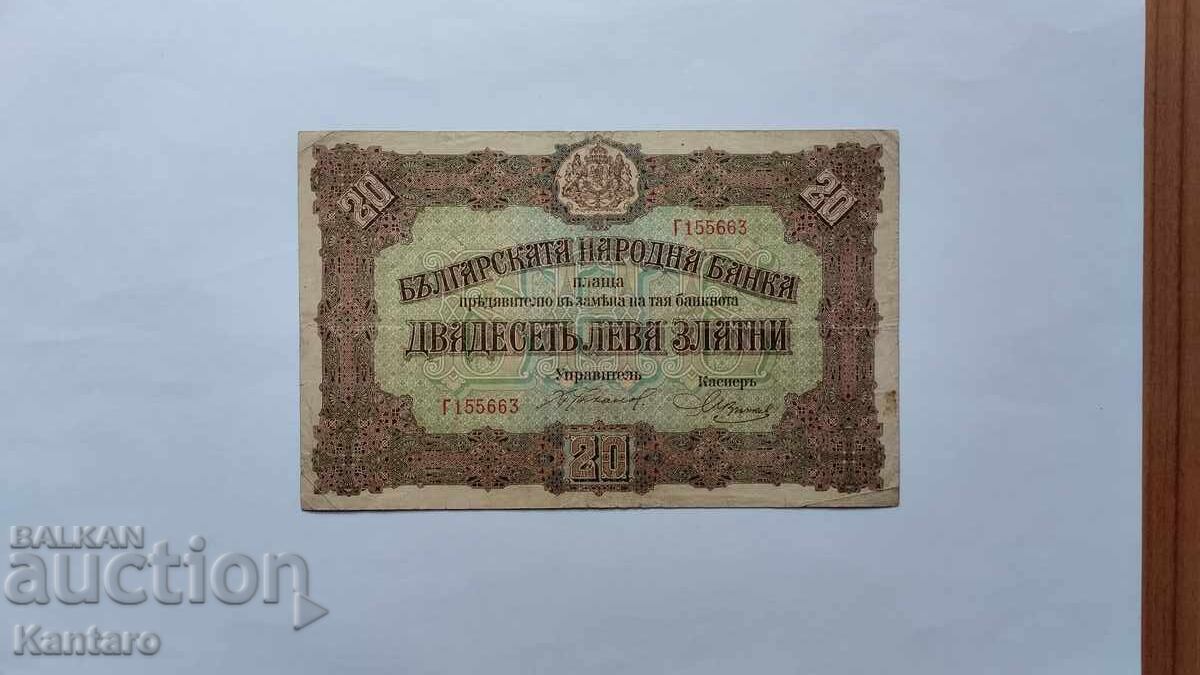 20
20
Г155663
БЪЛГАРСКАТА НАРОДНА БАНКА
плаща
прѣдявителю въ замѣна на тая банкнота
ДВАДЕСЕТЬ ЛЕВА ЗЛАТНИ
Управитель
Касиеръ
Г155663
20
BALKAN
auction
Kantaro